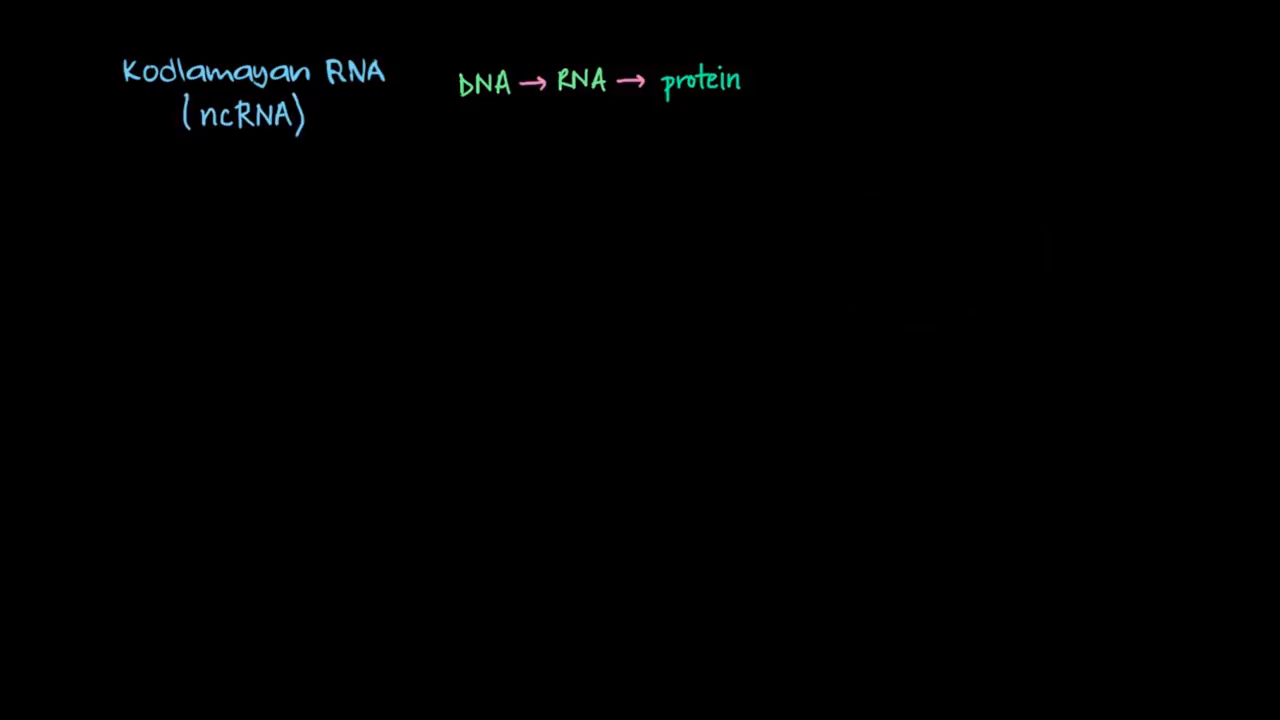 Kodlamayan RNA
(ncRNA)
DNA → RNA → protein